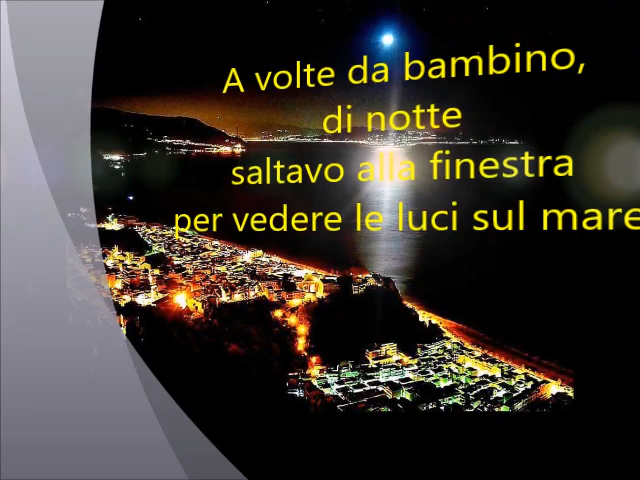 A volte da bambino,
di notte
saltavo alla finestra
per vedere le luci sul mare